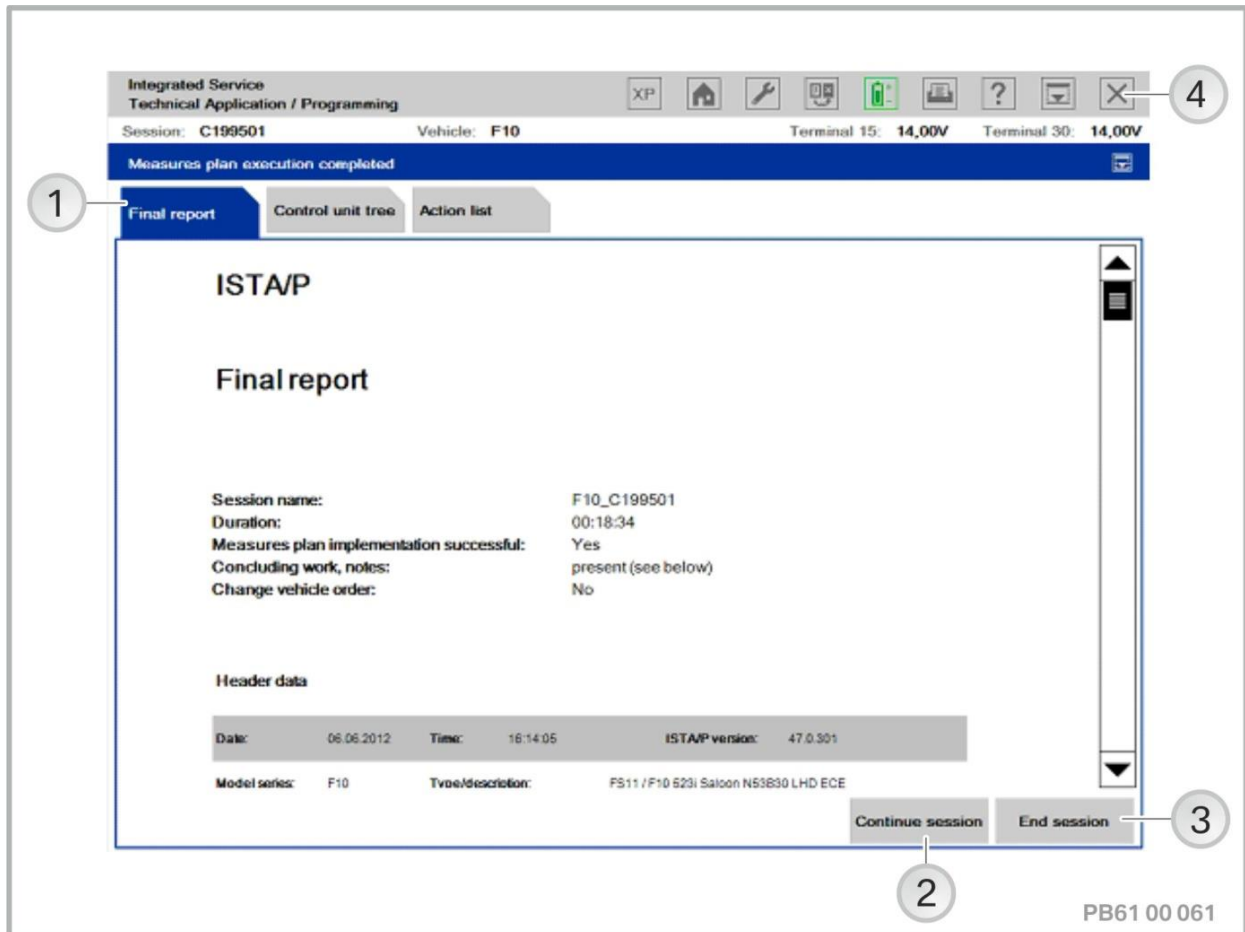 Integrated Service
Technical Application / Programming
XP
?
4
Session: C199501 Vehicle: F10 Terminal 15: 14,00V Terminal 30: 14,00V
Measures plan execution completed
1
Final report Control unit tree Action list
ISTA/P
Final report
Session name: F10_C199501
Duration: 00:18:34
Measures plan implementation successful: Yes
Concluding work, notes: present (see below)
Change vehicle order: No
Header data
Date: 06.06.2012 Time: 16:14:05 ISTA/P version: 47.0.301
Model series: F10 Type/description: FS11 / F10 523i Saloon N53B30 LHD ECE
Continue session End session
3
2
PB61 00 061